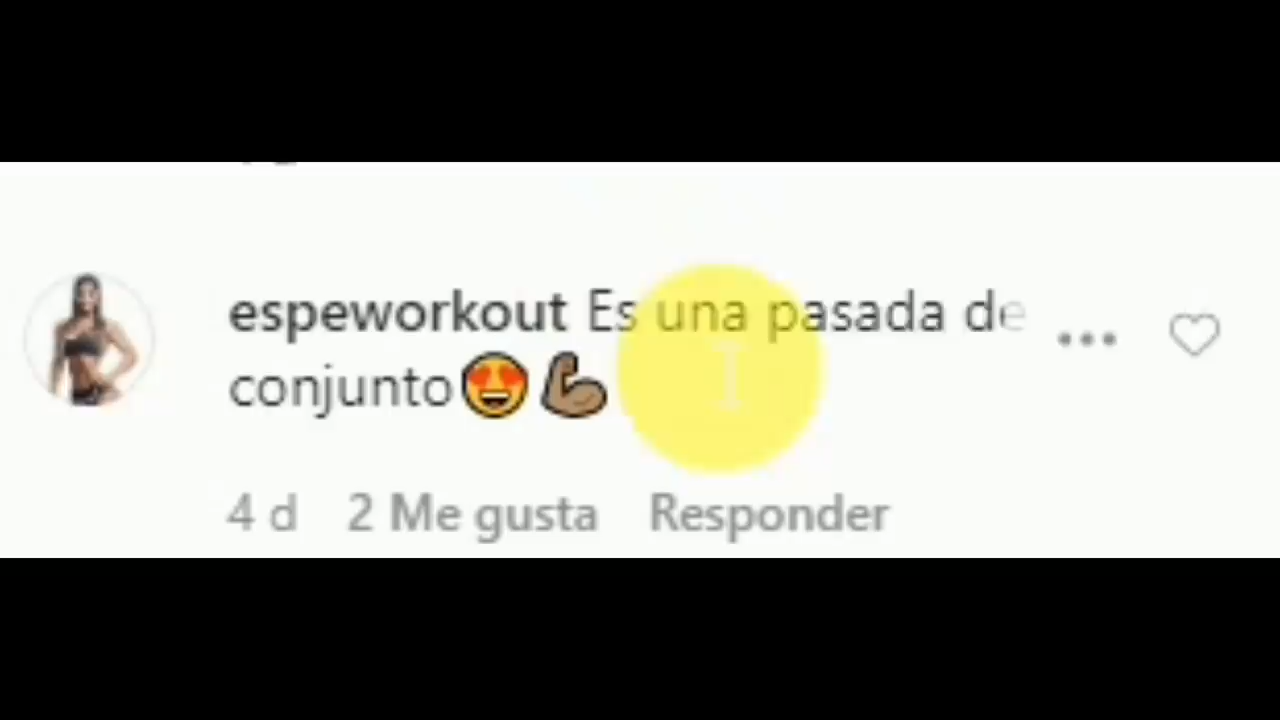 espeworkout Es una pasada de
conjunto😍💪🏽
4 d 2 Me gusta Responder